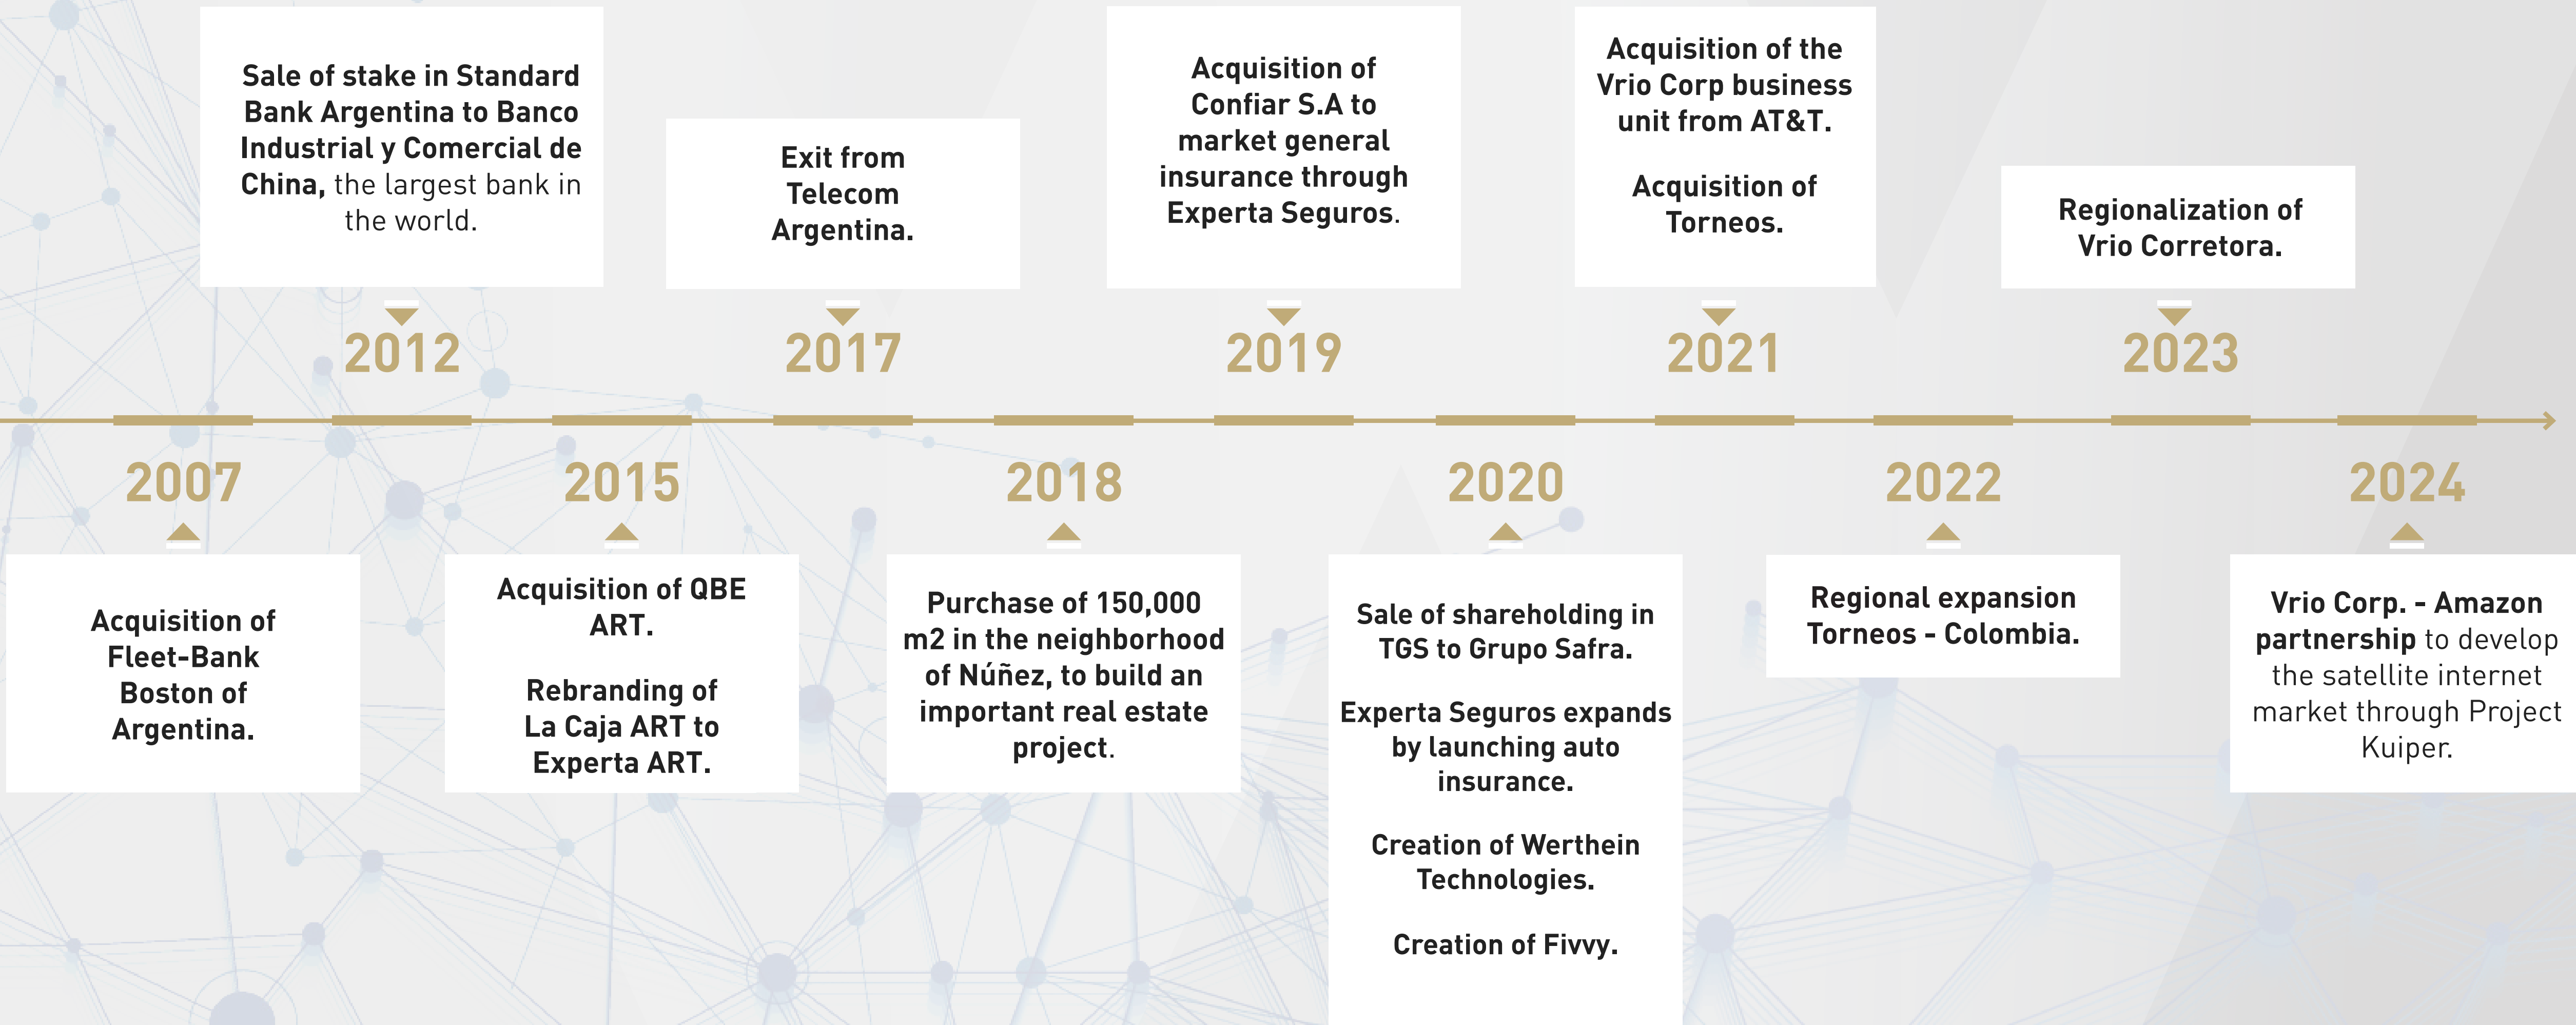 Sale of stake in Standard
Bank Argentina to Banco
Industrial y Comercial de
China, the largest bank in
the world.
2012
Exit from
Telecom
Argentina.
2017
Acquisition of
Confiar S.A to
market general
insurance through
Experta Seguros.
2019
Acquisition of the
Vrio Corp business
unit from AT&T.
Acquisition of
Torneos.
2021
Regionalization of
Vrio Corretora.
2023
2007
Acquisition of
Fleet-Bank
Boston of
Argentina.
2015
Acquisition of QBE
ART.
Rebranding of
La Caja ART to
Experta ART.
2018
Purchase of 150,000
m2 in the neighborhood
of Núñez, to build an
important real estate
project.
2020
Sale of shareholding in
TGS to Grupo Safra.
Experta Seguros expands
by launching auto
insurance.
Creation of Werthein
Technologies.
Creation of Fivvy.
2022
Regional expansion
Torneos - Colombia.
2024
Vrio Corp. - Amazon
partnership to develop
the satellite internet
market through Project
Kuiper.